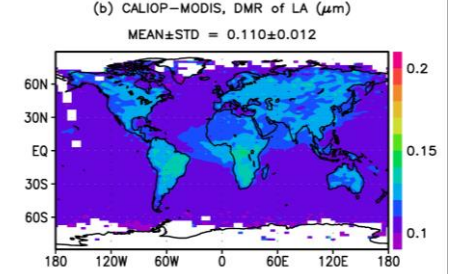 (b) CALIOP−MODIS, DMR of LA (μm)
MEAN±STD = 0.110±0.012
60N
30N
EQ
30S
60S
180 120W 60W 0 60E 120E 180
0.2
0.15
0.1